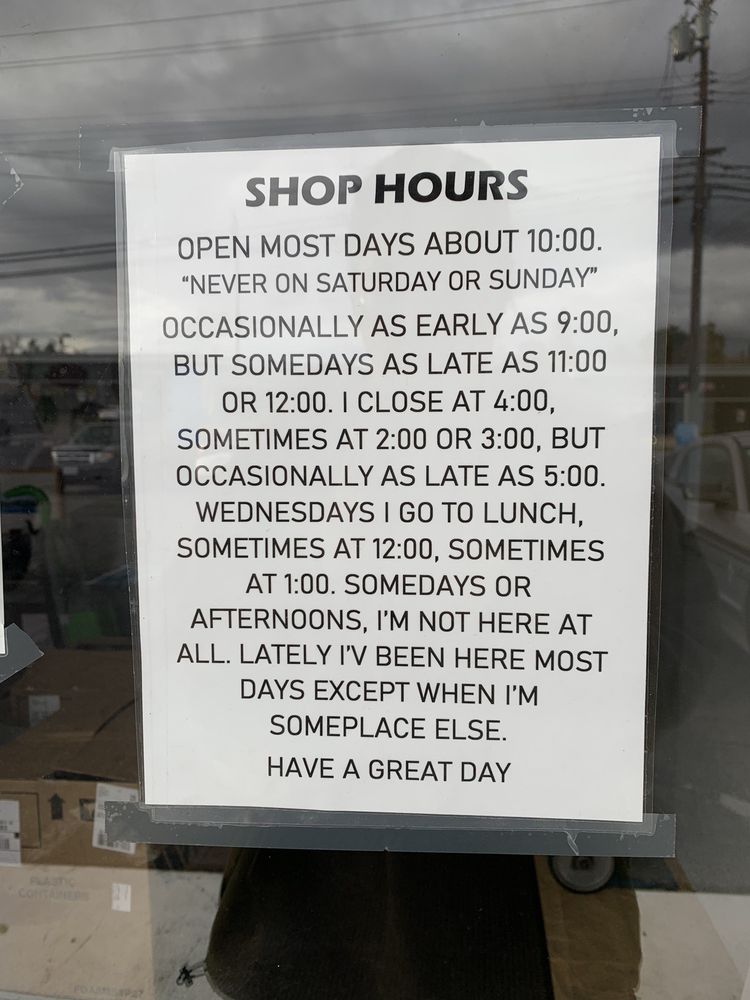 SHOP HOURS
OPEN MOST DAYS ABOUT 10:00.
"NEVER ON SATURDAY OR SUNDAY"
OCCASIONALLY AS EARLY AS 9:00,
BUT SOMEDAYS AS LATE AS 11:00
OR 12:00. I CLOSE AT 4:00,
SOMETIMES AT 2:00 OR 3:00, BUT
OCCASIONALLY AS LATE AS 5:00.
WEDNESDAYS I GO TO LUNCH,
SOMETIMES AT 12:00, SOMETIMES
AT 1:00. SOMEDAYS OR
AFTERNOONS, I'M NOT HERE AT
ALL. LATELY I'V BEEN HERE MOST
DAYS EXCEPT WHEN I'M
SOMEPLACE ELSE.
HAVE A GREAT DAY
PLASTIC
CONTAINERS